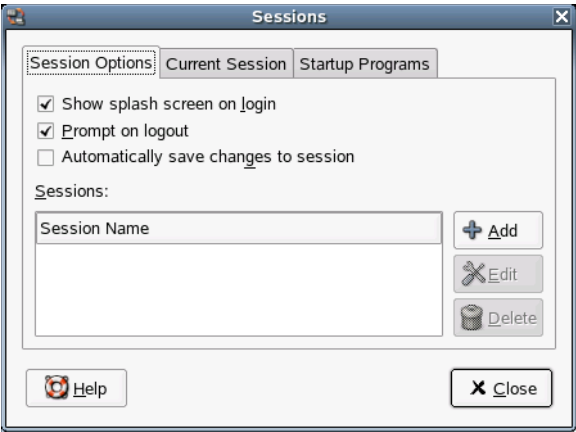 Sessions
Session Options Current Session Startup Programs
Show splash screen on login
Prompt on logout
Automatically save changes to session
Sessions:
Session Name
Add
Edit
Delete
Help
Close